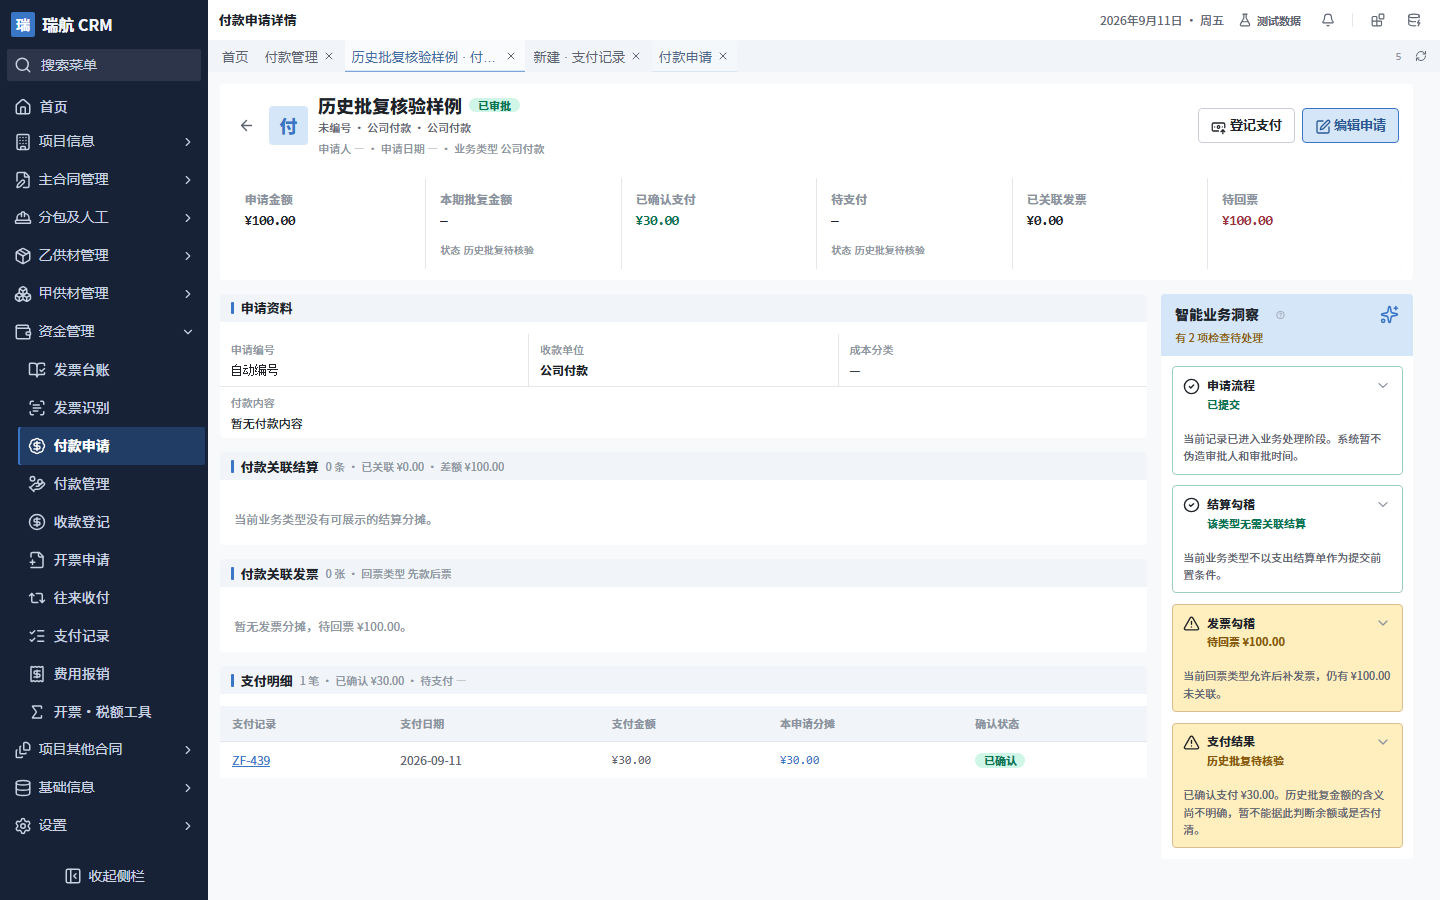 瑞 瑞航 CRM
搜索菜单
首页
项目信息
主合同管理
分包及人工
乙供材管理
甲供材管理
资金管理
发票台账
发票识别
付款申请
付款管理
收款登记
开票申请
往来收付
支付记录
费用报销
开票・税额工具
项目其他合同
基础信息
设置
收起侧栏
付款申请详情
2026年9月11日 • 周五 测试数据
首页 付款管理 历史批复核验样例 · 付... 新建 · 支付记录 付款申请 5
付 历史批复核验样例 已审批
未编号 • 公司付款 • 公司付款
申请人 — • 申请日期 — • 业务类型 公司付款
登记支付 编辑申请
申请金额 本期批复金额 已确认支付 待支付 已关联发票 待回票
¥100.00 — ¥30.00 — ¥0.00 ¥100.00
状态 历史批复待核验 状态 历史批复待核验
申请资料
申请编号 收款单位 成本分类
自动编号 公司付款 —
付款内容
暂无付款内容
付款关联结算 0 条 • 已关联 ¥0.00 • 差额 ¥100.00
当前业务类型没有可展示的结算分摊。
付款关联发票 0 张 • 回票类型 先款后票
暂无发票分摊，待回票 ¥100.00。
支付明细 1 笔 • 已确认 ¥30.00 • 待支付 —
支付记录 支付日期 支付金额 本申请分摊 确认状态
ZF-439 2026-09-11 ¥30.00 ¥30.00 已确认
智能业务洞察
有 2 项检查待处理
申请流程
已提交
当前记录已进入业务处理阶段。系统暂不
伪造审批人和审批时间。
结算勾稽
该类型无需关联结算
当前业务类型不以支出结算单作为提交前
置条件。
发票勾稽
待回票 ¥100.00
当前回票类型允许后补发票，仍有 ¥100.00
未关联。
支付结果
历史批复待核验
已确认支付 ¥30.00。历史批复金额的含义
尚不明确，暂不能据此判断余额或是否付
清。